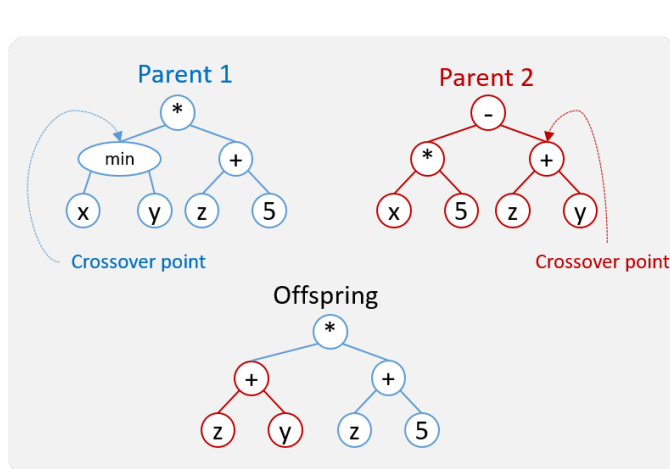 Parent 1
Parent 2
*
-
min
+
*
+
x
y
z
5
x
5
z
y
Crossover point
Crossover point
Offspring
*
+
+
z
y
z
5